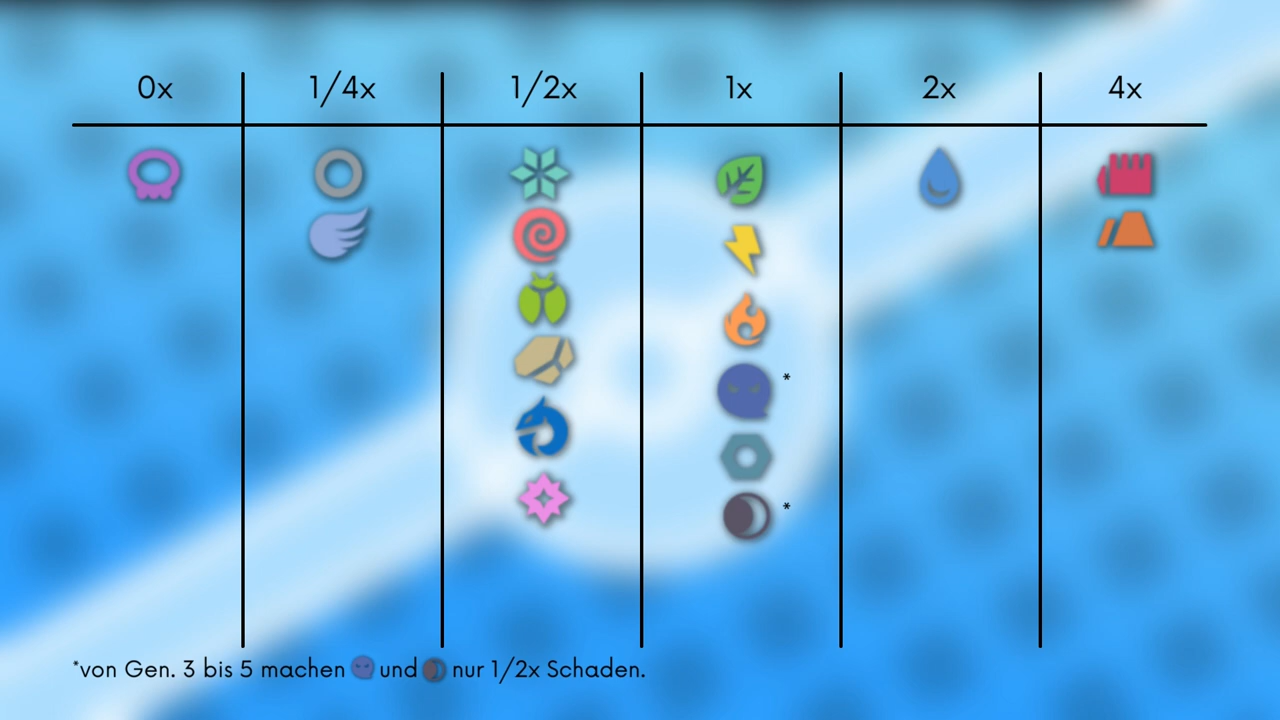 0x 1/4x 1/2x 1x 2x 4x
*
*
*von Gen. 3 bis 5 machen und nur 1/2x Schaden.